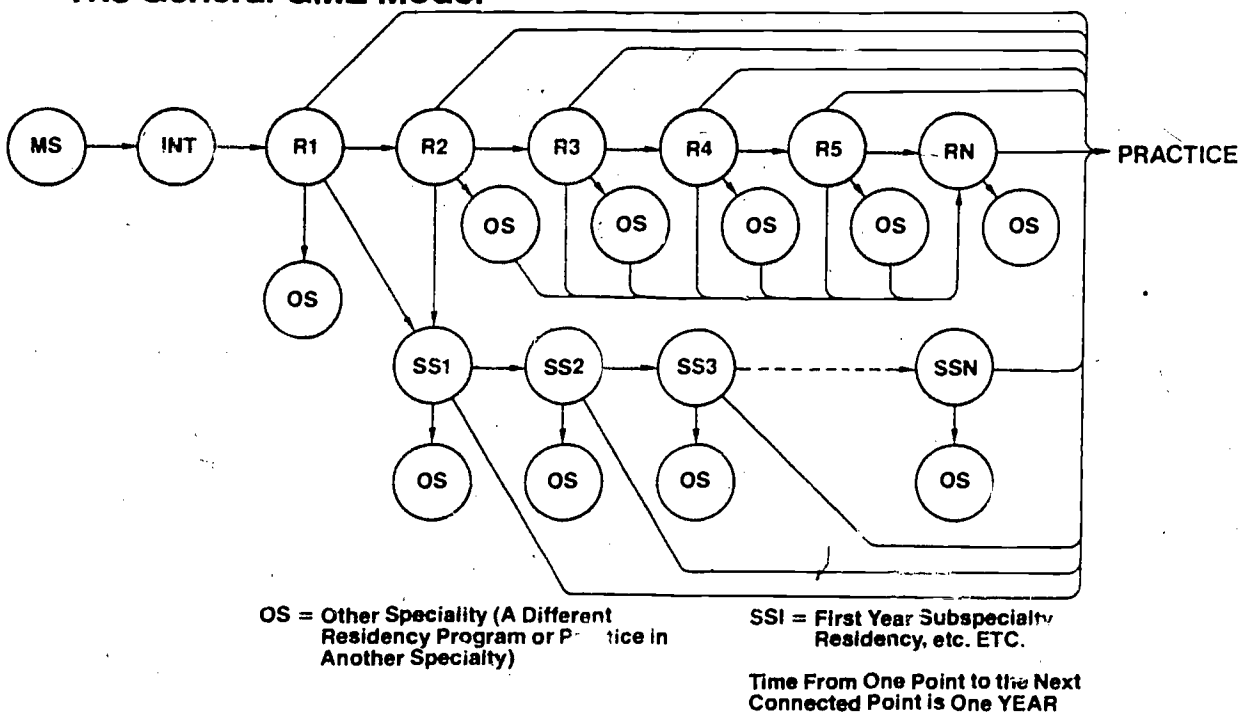 The General GME Model
MS INT R1 R2 R3 R4 R5 RN PRACTICE
OS OS OS OS OS
OS
SS1 SS2 SS3 SSN
OS OS OS OS
OS = Other Speciality (A Different
Residency Program or in
Another Specialty)
SSI = First Year Subspecialty
Residency, etc. ETC.
Time From One Point to the Next
Connected Point is One YEAR